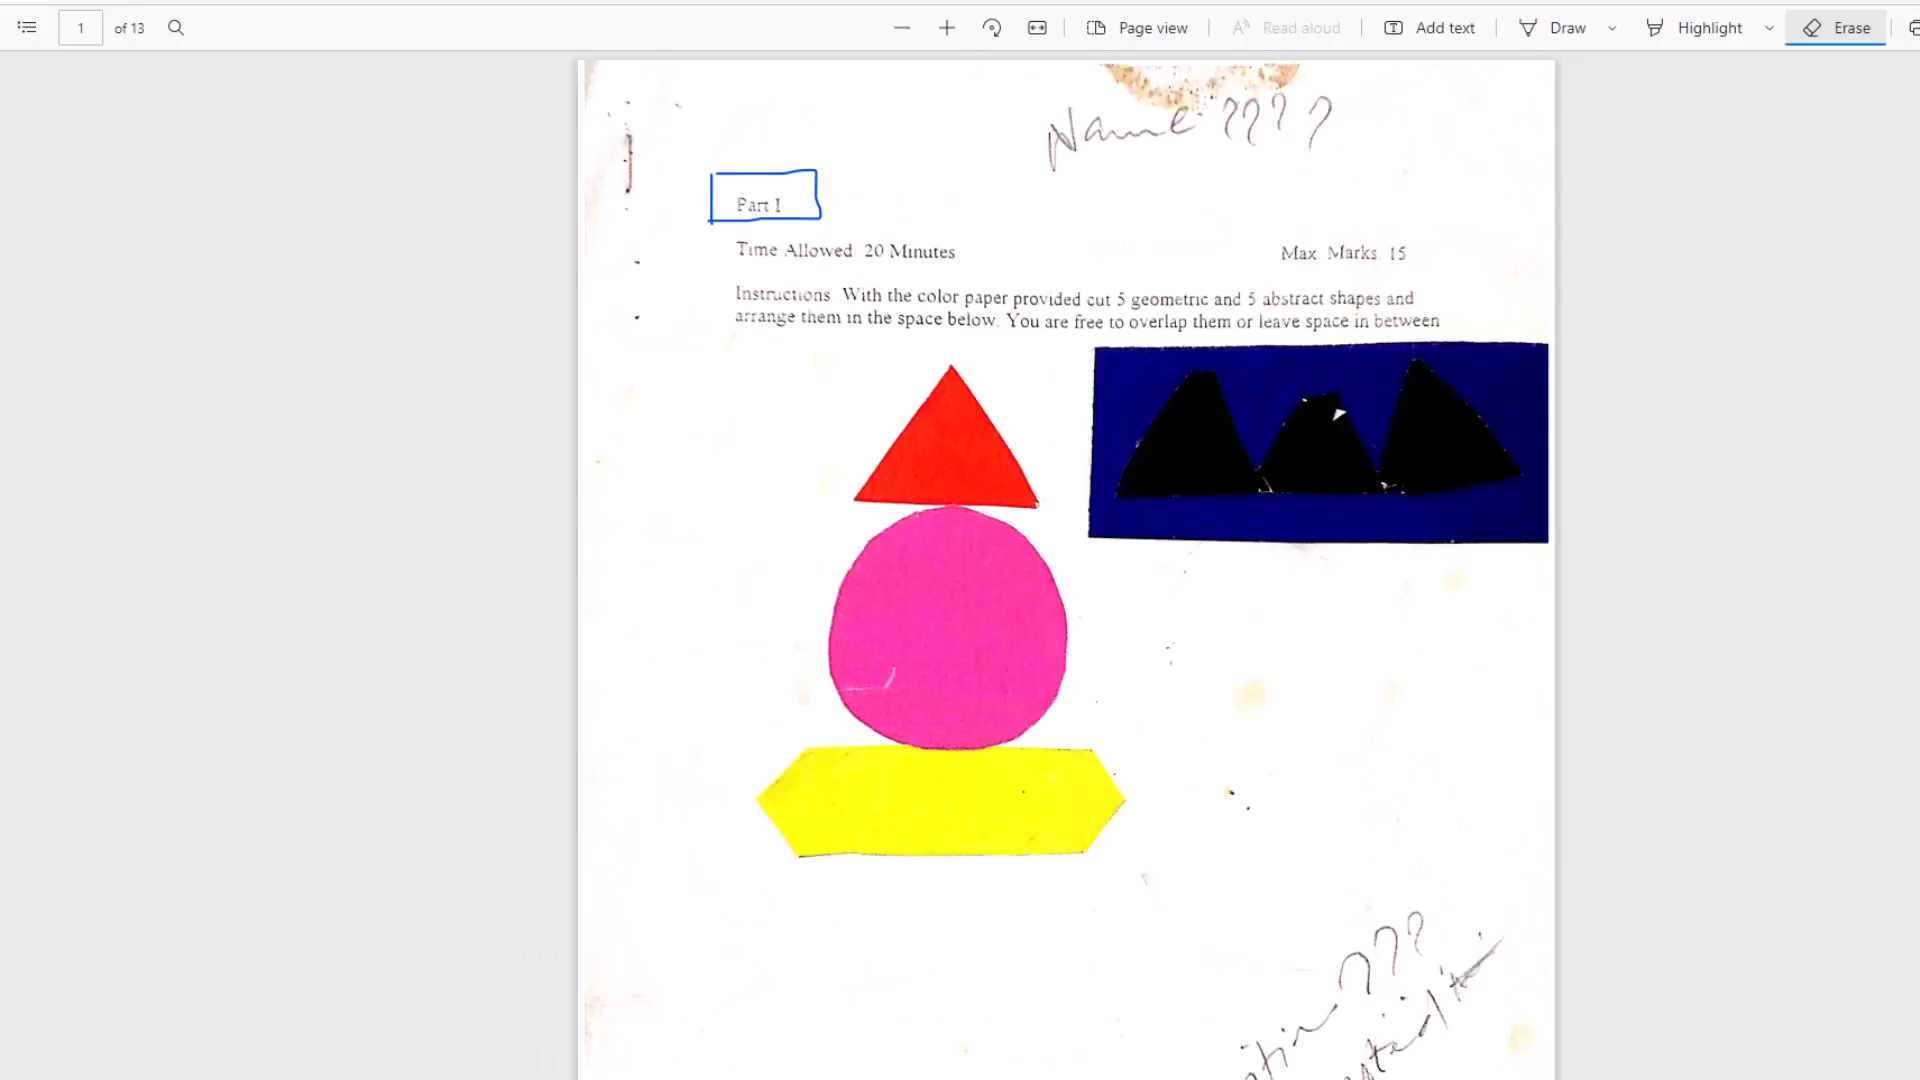 1 of 13 Page view Read aloud Add text Draw Highlight Erase
Name ????
Part I
Time Allowed 20 Minutes Max. Marks. 15
Instructions With the color paper provided cut 5 geometric and 5 abstract shapes and
arrange them in the space below. You are free to overlap them or leave space in between
???